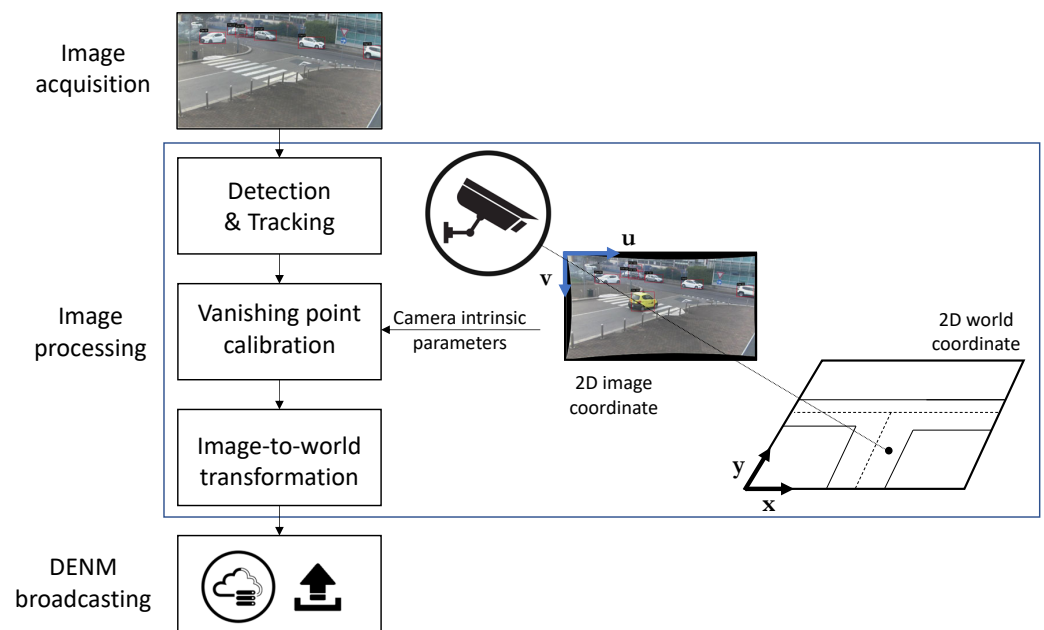 Image
acquisition
Detection
& Tracking
u
v
Image
processing
Vanishing point
calibration
Camera intrinsic
parameters
2D world
coordinate
2D image
coordinate
Image-to-world
transformation
y
x
DENM
broadcasting